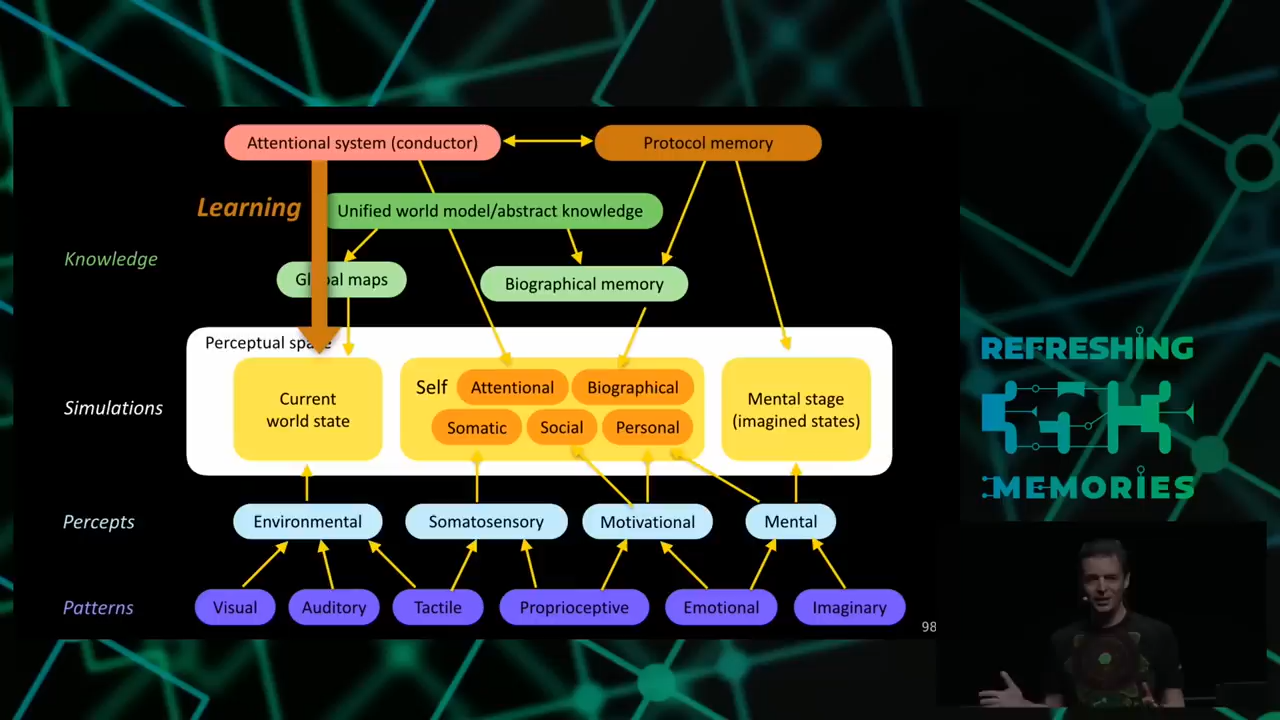 Attentional system (conductor)
Protocol memory
Learning
Unified world model/abstract knowledge
Knowledge
Global maps
Biographical memory
Perceptual space
Simulations
Current
world state
Self
Attentional
Biographical
Somatic
Social
Personal
Mental stage
(imagined states)
Percepts
Environmental
Somatosensory
Motivational
Mental
Patterns
Visual
Auditory
Tactile
Proprioceptive
Emotional
Imaginary
98
REFRESHING
MEMORIES